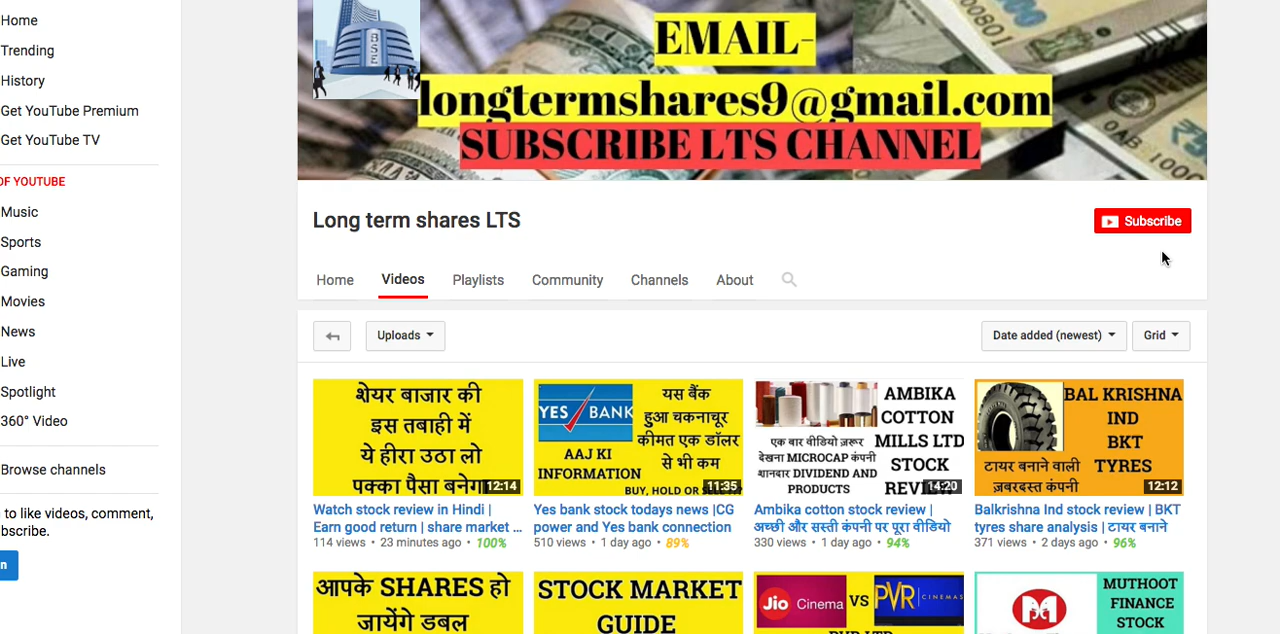 Home
Trending
History
Get YouTube Premium
Get YouTube TV
OF YOUTUBE
Music
Sports
Gaming
Movies
News
Live
Spotlight
360° Video
Browse channels
to like videos, comment,
bscribe.
n
BSE
EMAIL-
longtermshares9@gmail.com
SUBSCRIBE LTS CHANNEL
Long term shares LTS
Subscribe
Home Videos Playlists Community Channels About
Uploads
Date added (newest) Grid
शेयर बाजार की
इस तबाही में
ये हीरा उठा लो
पक्का पैसा बनेगा
12:14
Watch stock review in Hindi |
Earn good return | share market ...
114 views • 23 minutes ago • 100%
YES BANK
AAJ KI
INFORMATION
यस बैंक
हुआ चकनाचूर
कीमत एक डॉलर
से भी कम
BUY, HOLD OR
11:35
Yes bank stock todays news |CG
power and Yes bank connection
510 views • 1 day ago • 89%
AMBIKA
COTTON
MILLS LTD
STOCK
REVIEW
एक बार वीडियो ज़रूर
देखना MICROCAP कंपनी
शानदार DIVIDEND AND
PRODUCTS
14:20
Ambika cotton stock review |
अच्छी और सस्ती कंपनी पर पूरा वीडियो
330 views • 1 day ago • 94%
BAL KRISHNA
IND
BKT
TYRES
टायर बनाने वाली
ज़बरदस्त कंपनी
12:12
Balkrishna Ind stock review | BKT
tyres share analysis | टायर बनाने
371 views • 2 days ago • 96%
आपके SHARES हो
जायेंगे डबल
STOCK MARKET
GUIDE
Jio Cinema VS PVR CINEMAS
PVR LTD
MUTHOOT
FINANCE
STOCK